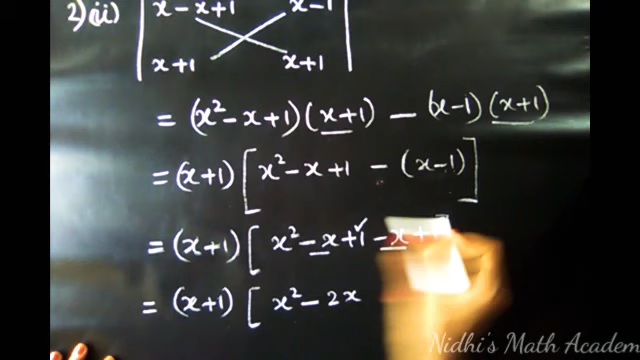 2)(ii) | x - x+1 x-1 |
| x+1 x+1 |
= (x² - x + 1) (x+1) - (x-1) (x+1)
= (x+1) [ x² - x + 1 - (x-1) ]
= (x+1) [ x² - x + 1 - x +
= (x+1) [ x² - 2x
Nidhi's Math Academ